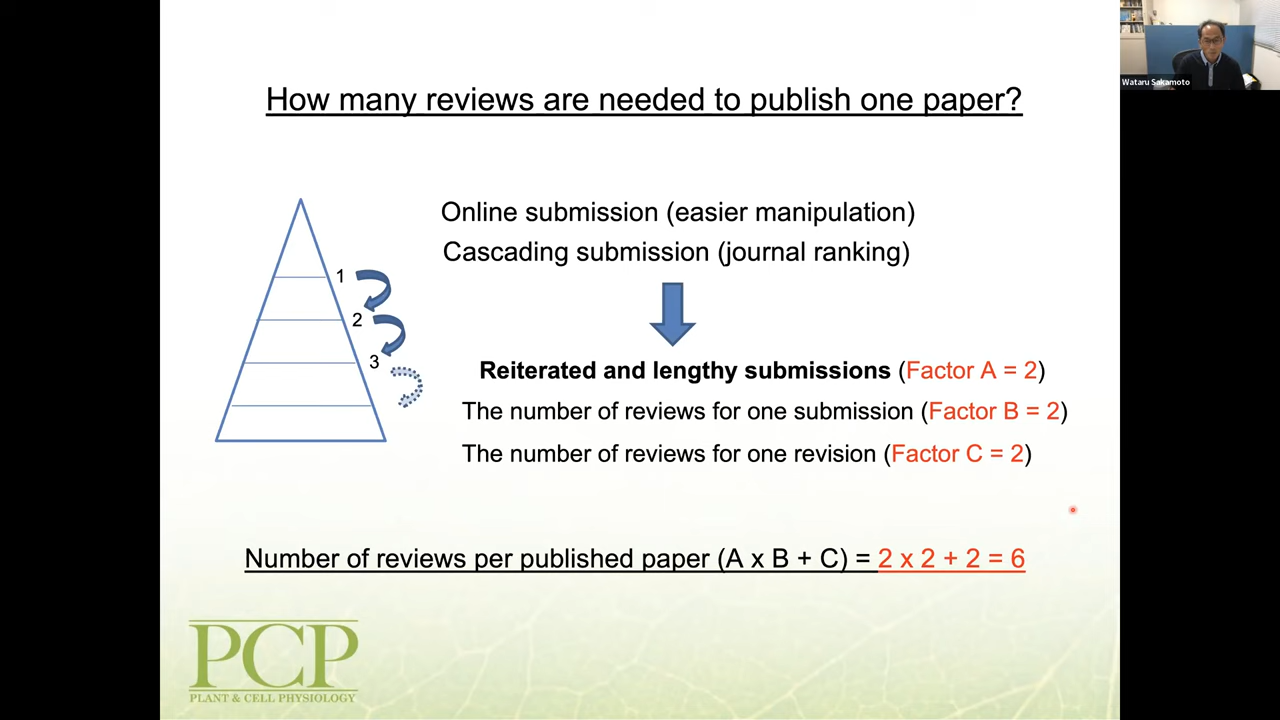 Wataru Sakamoto
How many reviews are needed to publish one paper?
Online submission (easier manipulation)
Cascading submission (journal ranking)
1
2
3
Reiterated and lengthy submissions (Factor A = 2)
The number of reviews for one submission (Factor B = 2)
The number of reviews for one revision (Factor C = 2)
Number of reviews per published paper (A x B + C) = 2 x 2 + 2 = 6
PCP
PLANT & CELL PHYSIOLOGY